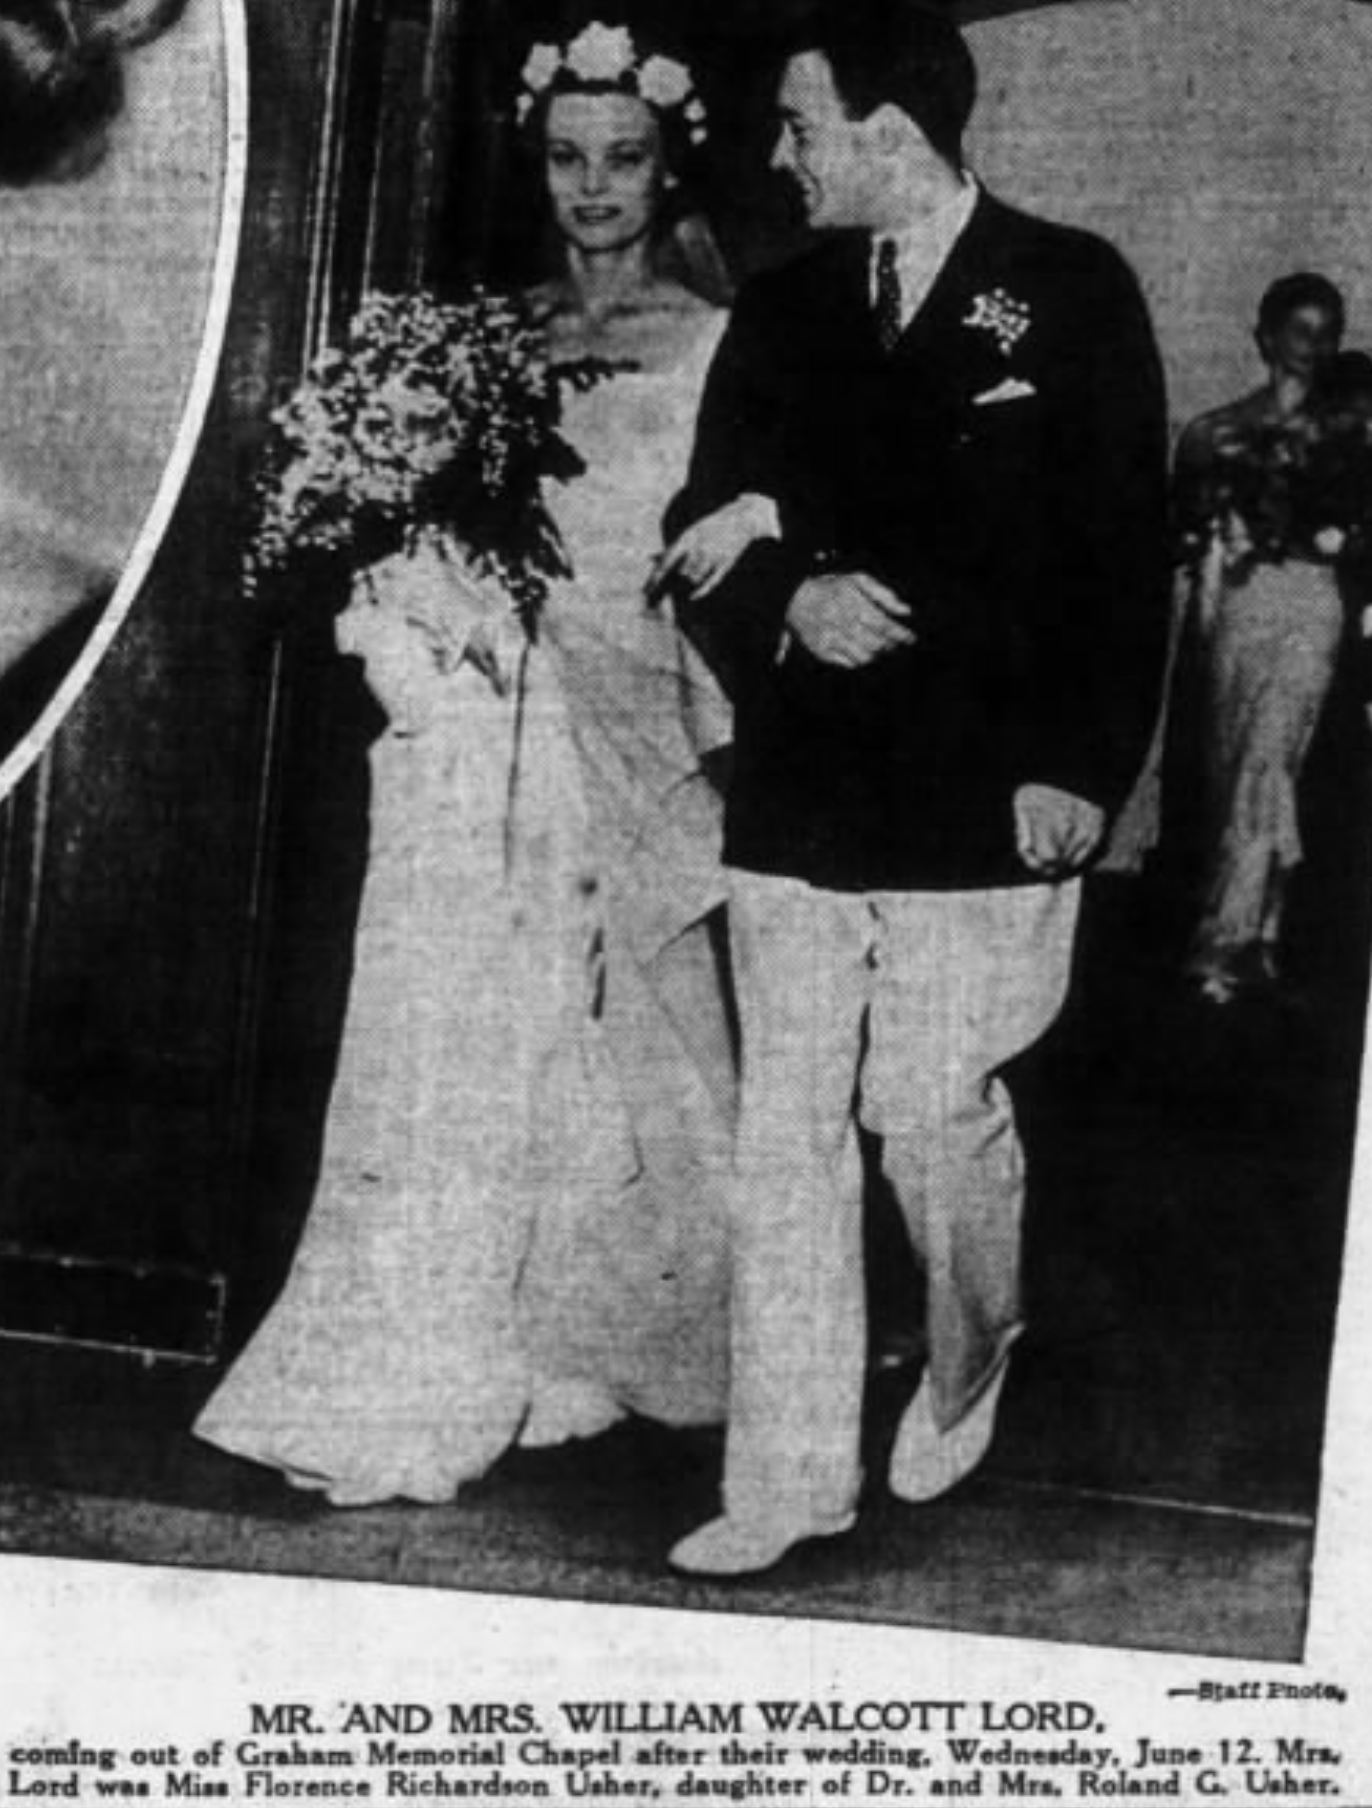 —Staff Photo.
MR. AND MRS. WILLIAM WALCOTT LORD,
coming out of Graham Memorial Chapel after their wedding, Wednesday, June 12. Mrs.
Lord was Miss Florence Richardson Usher, daughter of Dr. and Mrs. Roland G. Usher.